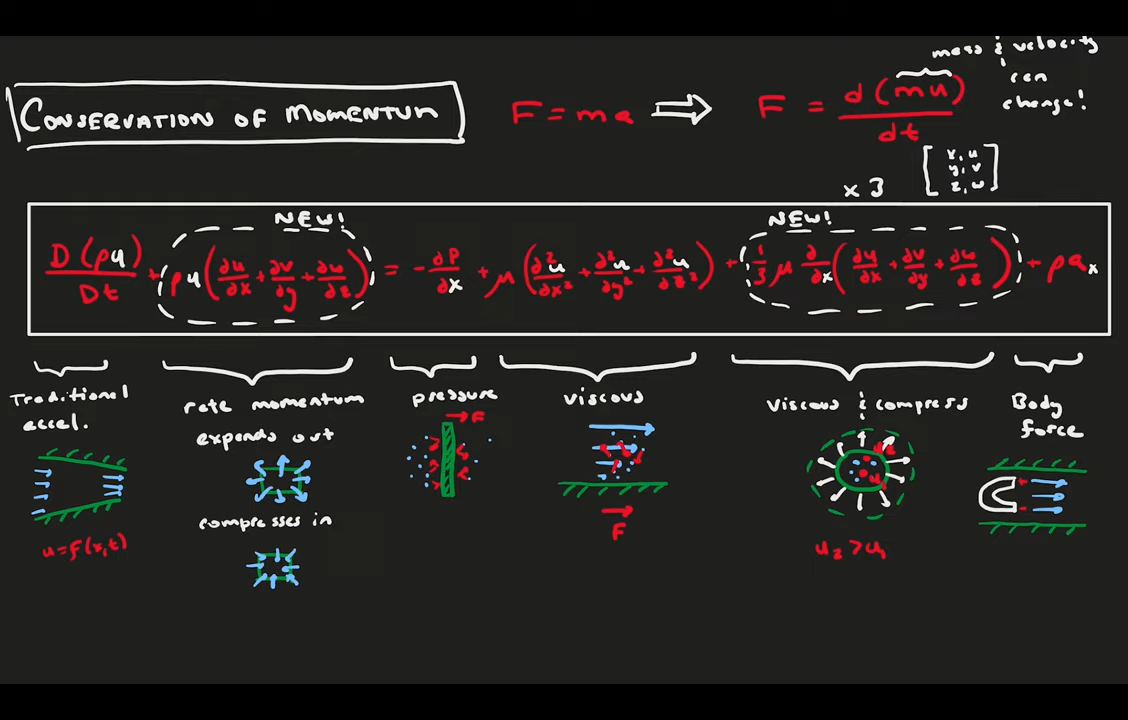 mass & velocity
can
change!
CONSERVATION OF MOMENTUM
F = ma ⇒ F = d(mu)/dt
x 3 [x, u
y, v
z, w]
NEW! NEW!
D(ρu)/Dt + ρu(∂u/∂x + ∂v/∂y + ∂u/∂z) = -∂P/∂x + μ(∂²u/∂x² + ∂²u/∂y² + ∂²u/∂z²) + 1/3 μ ∂/∂x(∂u/∂x + ∂v/∂y + ∂u/∂z) + ρaₓ
Traditional
accel.
u=f(x,t)
rate momentum
expands out
compresses in
pressure
F
viscous
F
viscous & compress
u₂
u₁
u₂ > u₁
Body
force